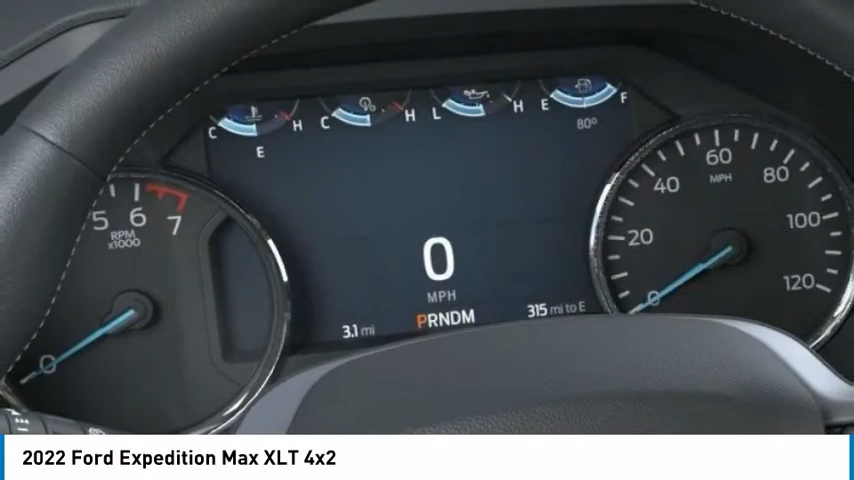 C H C H L H E F
E 80°
5 6 7
RPM
x1000
0
0
MPH
3.1 mi PRNDM 315 mi to E
0 20 40 60 80 100 120
MPH
2022 Ford Expedition Max XLT 4x2